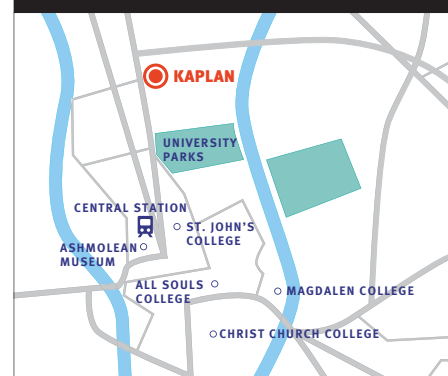 KAPLAN
UNIVERSITY
PARKS
CENTRAL STATION
ST. JOHN'S
COLLEGE
ASHMOLEAN
MUSEUM
ALL SOULS
COLLEGE
MAGDALEN COLLEGE
CHRIST CHURCH COLLEGE